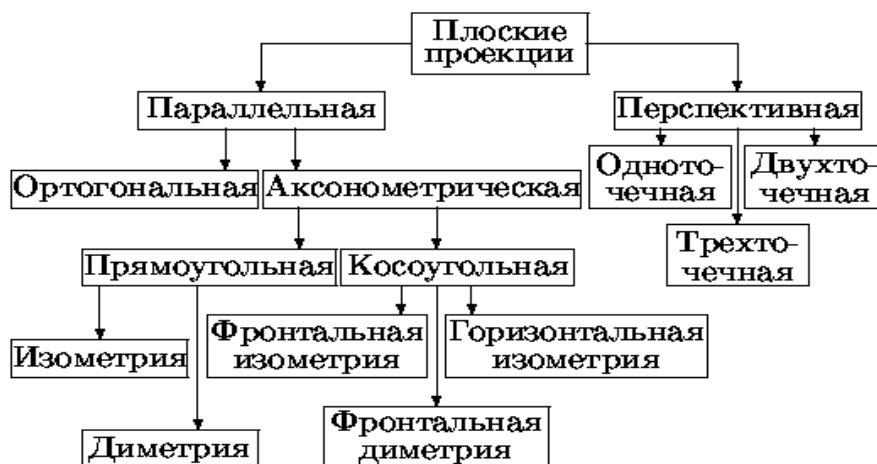 Плоские
проекции
Параллельная
Перспективная
Ортогональная
Аксонометрическая
Одното-
чечная
Двухто-
чечная
Трехто-
чечная
Прямоугольная
Косоугольная
Изометрия
Фронтальная
изометрия
Горизонтальная
изометрия
Диметрия
Фронтальная
диметрия